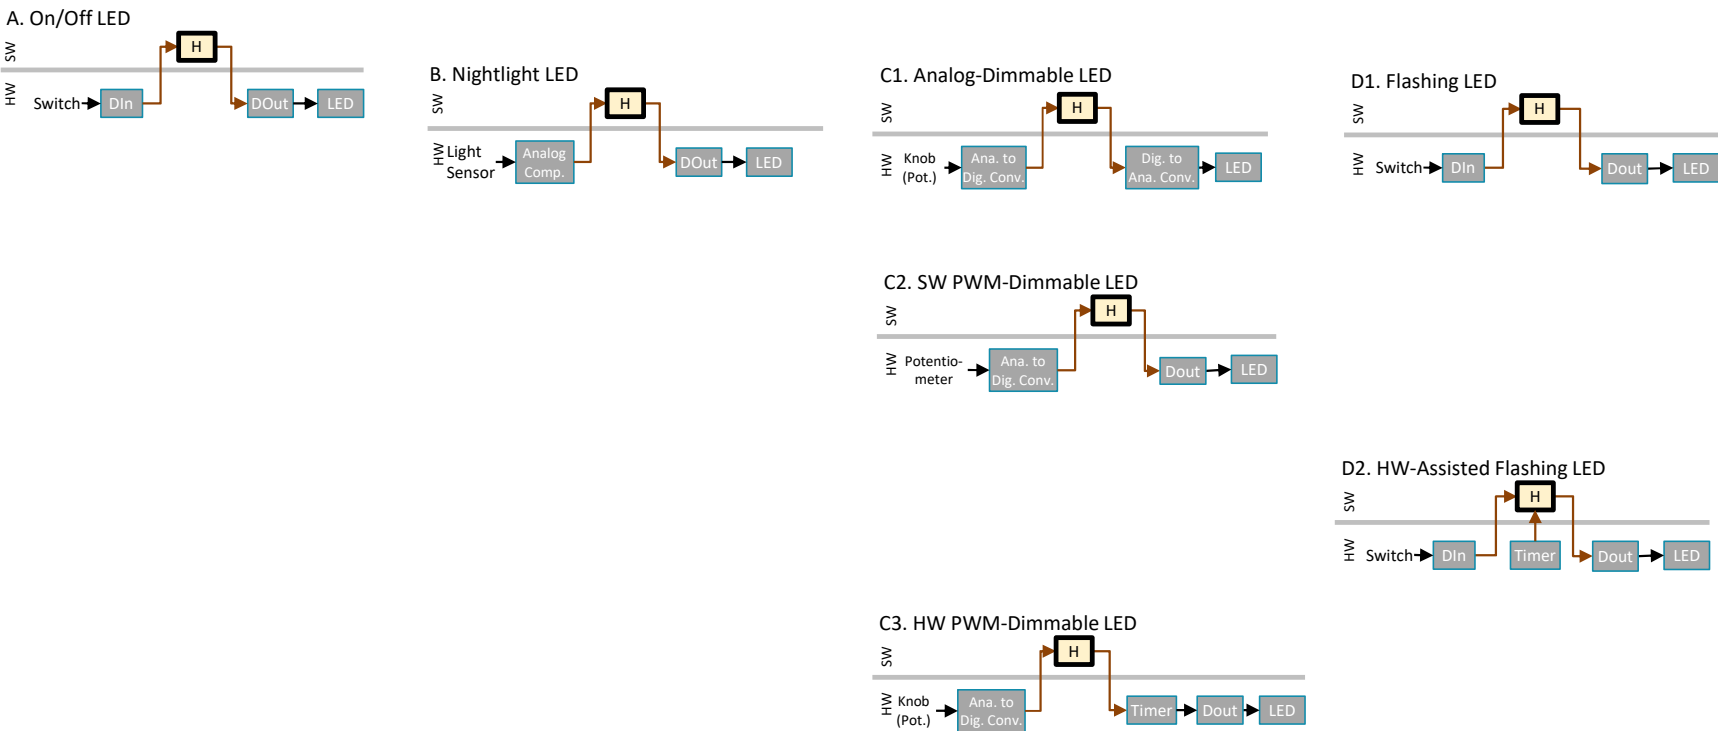 A. On/Off LED
SW
H
HW
Switch
DIn
DOut
LED
B. Nightlight LED
SW
H
HW
Light
Sensor
Analog
Comp.
DOut
LED
C1. Analog-Dimmable LED
SW
H
HW
Knob
(Pot.)
Ana. to
Dig. Conv.
Dig. to
Ana. Conv.
LED
D1. Flashing LED
SW
H
HW
Switch
DIn
Dout
LED
C2. SW PWM-Dimmable LED
SW
H
HW
Potentio-
meter
Ana. to
Dig. Conv.
Dout
LED
D2. HW-Assisted Flashing LED
SW
H
HW
Switch
DIn
Timer
Dout
LED
C3. HW PWM-Dimmable LED
SW
H
HW
Knob
(Pot.)
Ana. to
Dig. Conv.
Timer
Dout
LED